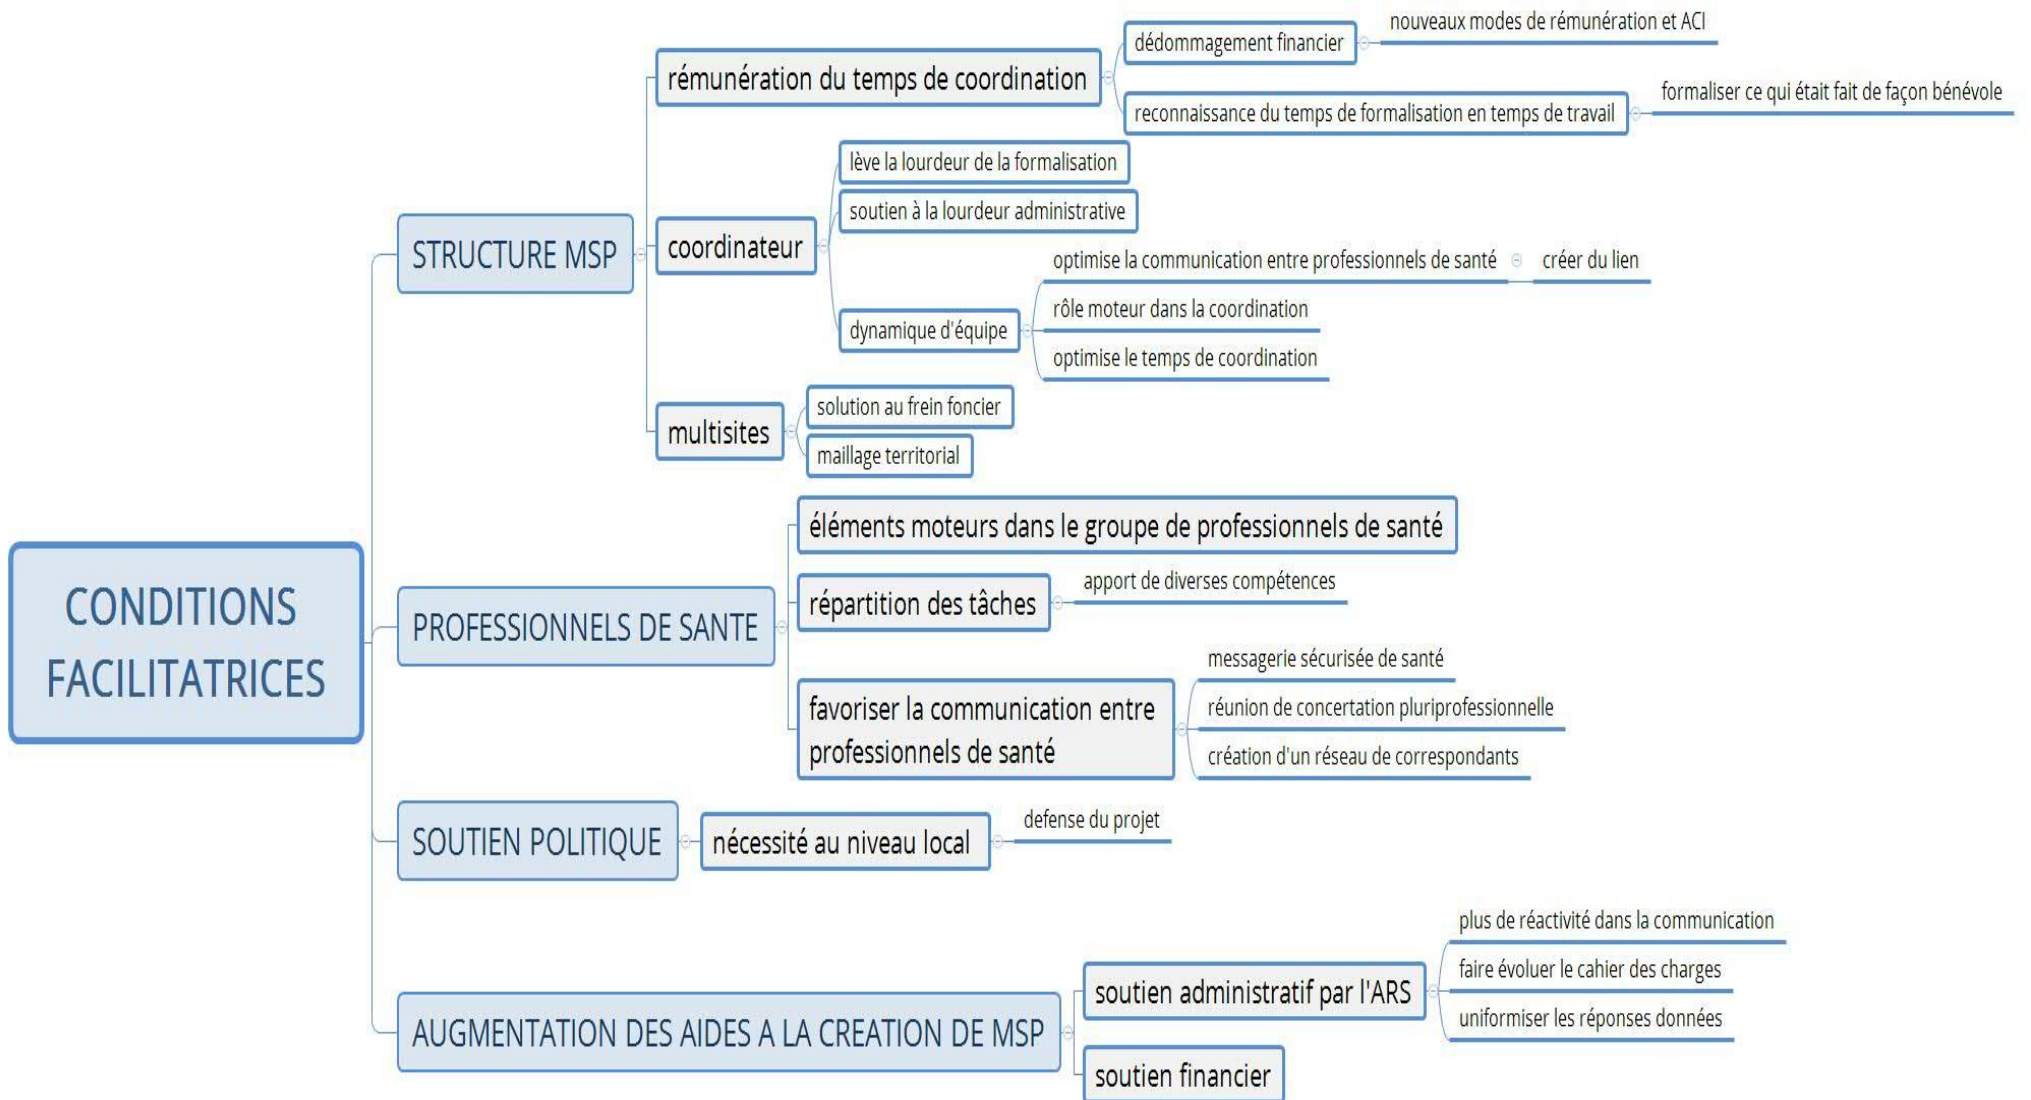 CONDITIONS
FACILITATRICES
STRUCTURE MSP
rémunération du temps de coordination
dédommagement financier
nouveaux modes de rémunération et ACI
reconnaissance du temps de formalisation en temps de travail
formaliser ce qui était fait de façon bénévole
coordinateur
lève la lourdeur de la formalisation
soutien à la lourdeur administrative
dynamique d'équipe
optimise la communication entre professionnels de santé
créer du lien
rôle moteur dans la coordination
optimise le temps de coordination
multisites
solution au frein foncier
maillage territorial
PROFESSIONNELS DE SANTE
éléments moteurs dans le groupe de professionnels de santé
répartition des tâches
apport de diverses compétences
favoriser la communication entre
professionnels de santé
messagerie sécurisée de santé
réunion de concertation pluriprofessionnelle
création d'un réseau de correspondants
SOUTIEN POLITIQUE
nécessité au niveau local
defense du projet
AUGMENTATION DES AIDES A LA CREATION DE MSP
soutien administratif par l'ARS
plus de réactivité dans la communication
faire évoluer le cahier des charges
uniformiser les réponses données
soutien financier